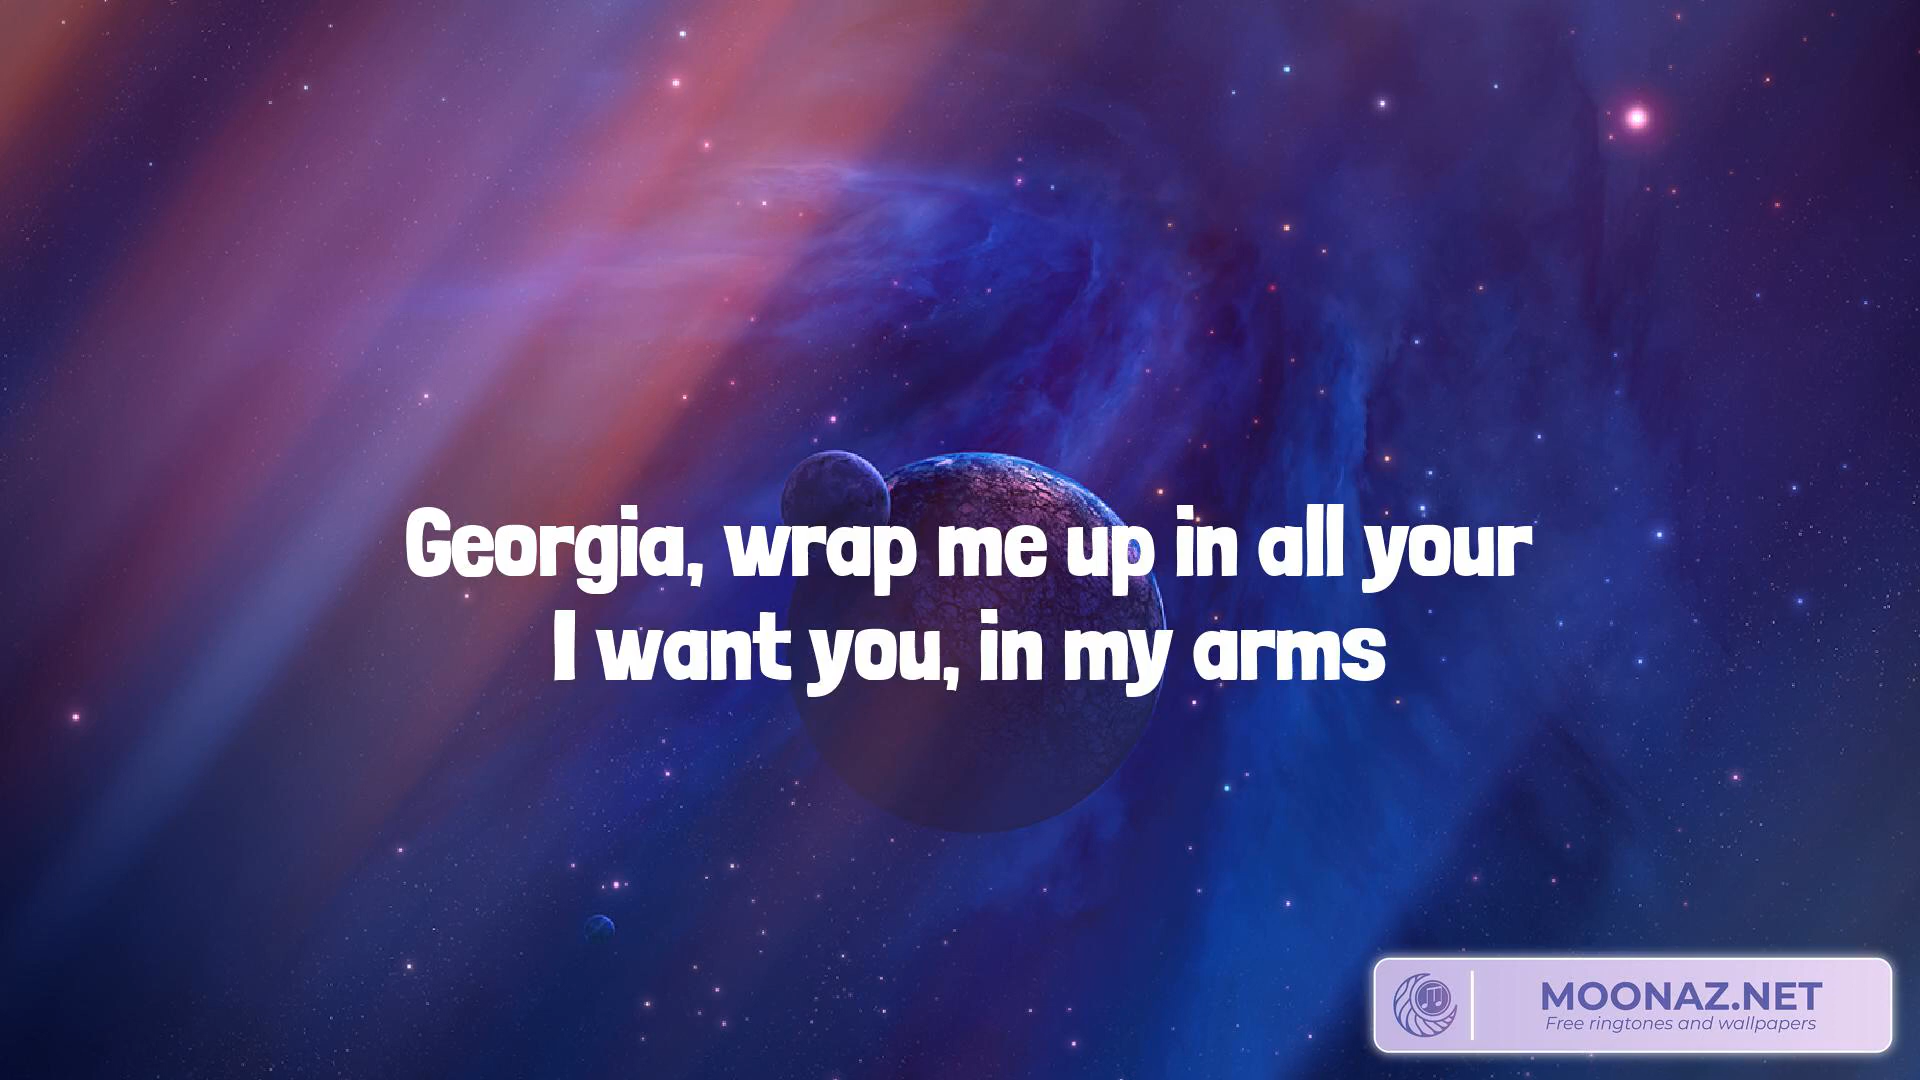 Georgia, wrap me up in all your
I want you, in my arms
MOONAZ.NET
Free ringtones and wallpapers